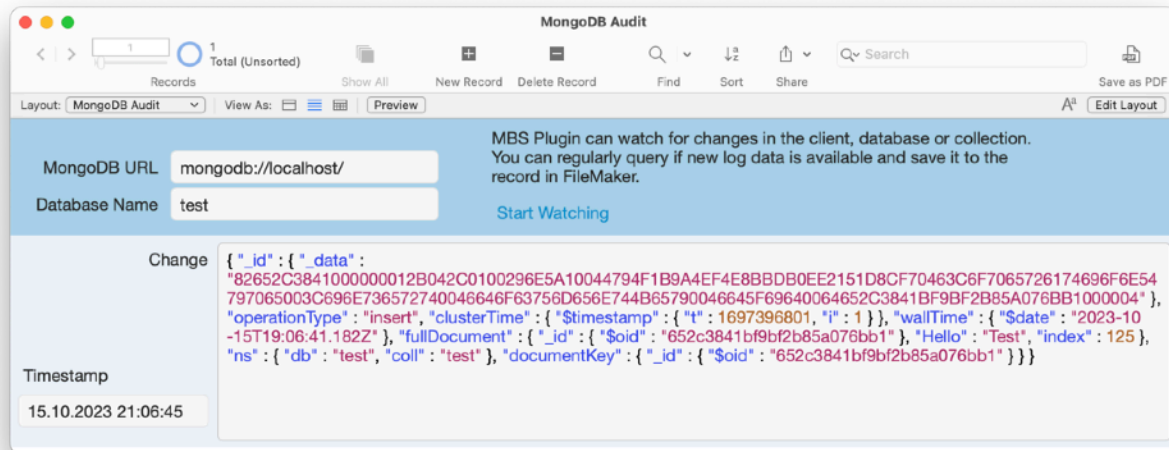 MongoDB Audit
1
1
Total (Unsorted)
Records
Show All
New Record
Delete Record
Find
Sort
Share
Search
Save as PDF
Layout: MongoDB Audit
View As:
Preview
Aa
Edit Layout
MongoDB URL
mongodb://localhost/
Database Name
test
MBS Plugin can watch for changes in the client, database or collection.
You can regularly query if new log data is available and save it to the
record in FileMaker.
Start Watching
Change
{ "_id" : { "_data" :
"82652C3841000000012B042C0100296E5A10044794F1B9A4EF4E8BBDB0EE2151D8CF70463C6F7065726174696F6E54
797065003C696E736572740046646F63756D656E744B65790046645F69640064652C3841BF9BF2B85A076BB1000004" },
"operationType" : "insert", "clusterTime" : { "$timestamp" : { "t" : 1697396801, "i" : 1 } }, "wallTime" : { "$date" : "2023-10
-15T19:06:41.182Z" }, "fullDocument" : { "_id" : { "$oid" : "652c3841bf9bf2b85a076bb1" }, "Hello" : "Test", "index" : 125 },
"ns" : { "db" : "test", "coll" : "test" }, "documentKey" : { "_id" : { "$oid" : "652c3841bf9bf2b85a076bb1" } } }
Timestamp
15.10.2023 21:06:45